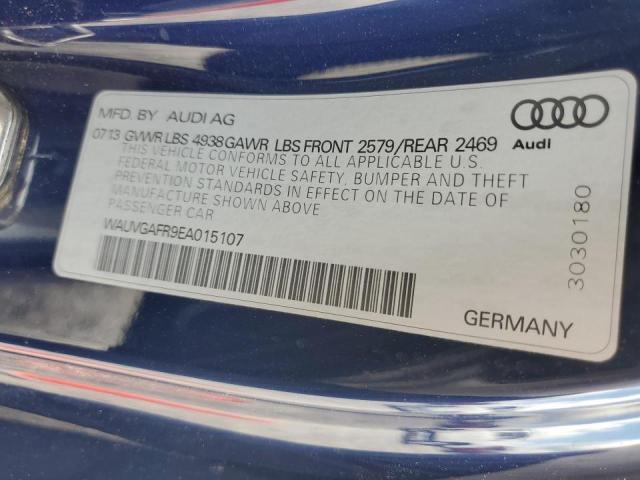 MFD. BY AUDI AG
0713 GVWR LBS 4938 GAWR LBS FRONT 2579/REAR 2469
Audi
THIS VEHICLE CONFORMS TO ALL APPLICABLE U.S.
FEDERAL MOTOR VEHICLE SAFETY, BUMPER AND THEFT
PREVENTION STANDARDS IN EFFECT ON THE DATE OF
MANUFACTURE SHOWN ABOVE
PASSENGER CAR
WAUVGAFR9EA015107
3030180
GERMANY